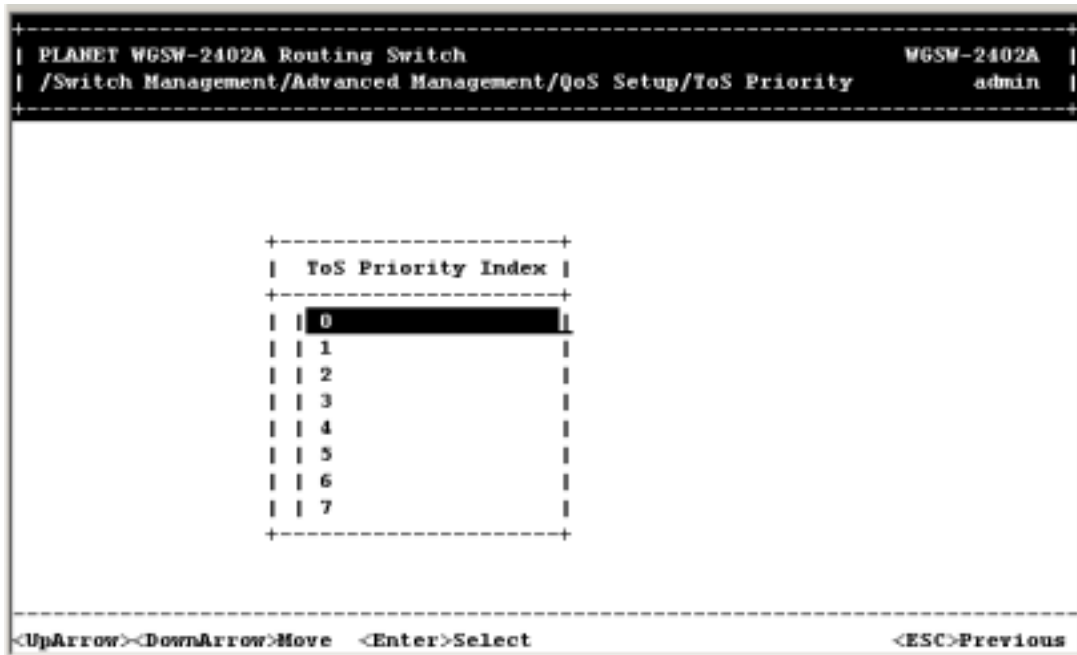 PLANET WGSW-2402A Routing Switch WGSW-2402A
/Switch Management/Advanced Management/QoS Setup/ToS Priority admin
ToS Priority Index
0
1
2
3
4
5
6
7
<UpArrow><DownArrow>Move <Enter>Select <ESC>Previous